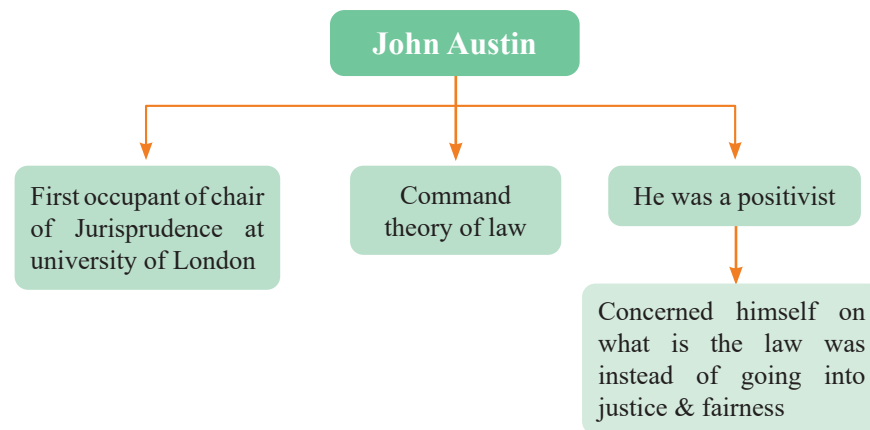 John Austin
First occupant of chair
of Jurisprudence at
university of London
Command
theory of law
He was a positivist
Concerned himself on
what is the law was
instead of going into
justice & fairness